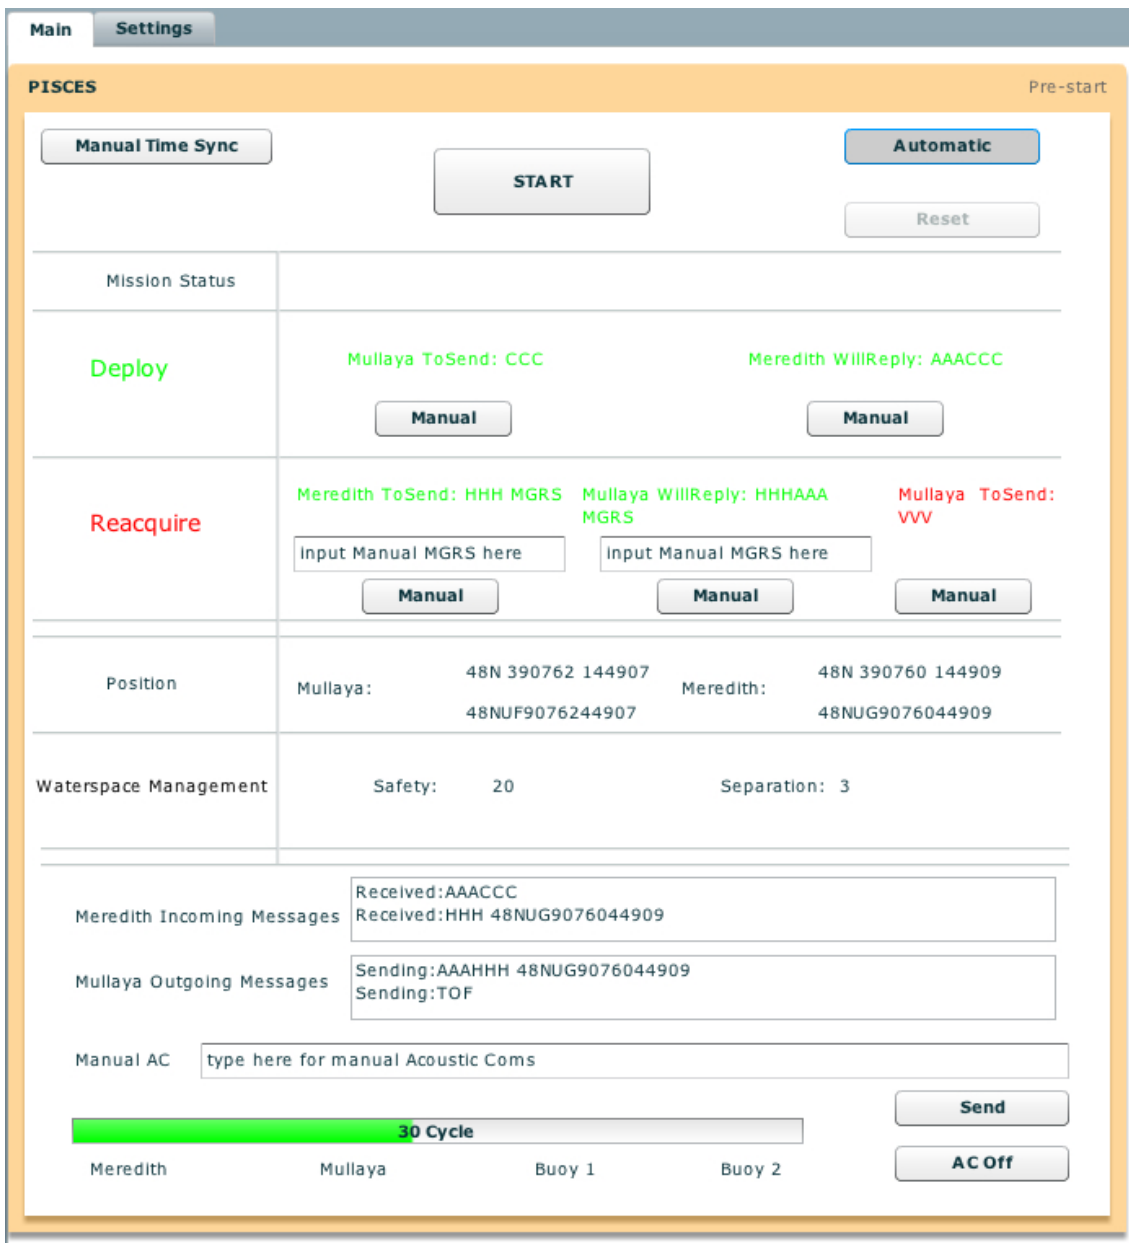 Main Settings
PISCES Pre-start
Manual Time Sync Automatic
START
Reset
Mission Status
Deploy Mullaya ToSend: CCC Meredith WillReply: AAACCC
Manual Manual
Reacquire Meredith ToSend: HHH MGRS Mullaya WillReply: HHHAAA Mullaya ToSend:
MGRS VVV
input Manual MGRS here input Manual MGRS here
Manual Manual Manual
Position Mullaya: 48N 390762 144907 Meredith: 48N 390760 144909
48NUF9076244907 48NUG9076044909
Waterspace Management Safety: 20 Separation: 3
Meredith Incoming Messages Received:AAACCC
Received:HHH 48NUG9076044909
Mullaya Outgoing Messages Sending:AAAHHH 48NUG9076044909
Sending:TOF
Manual AC type here for manual Acoustic Coms
Send
30 Cycle
AC Off
Meredith Mullaya Buoy 1 Buoy 2